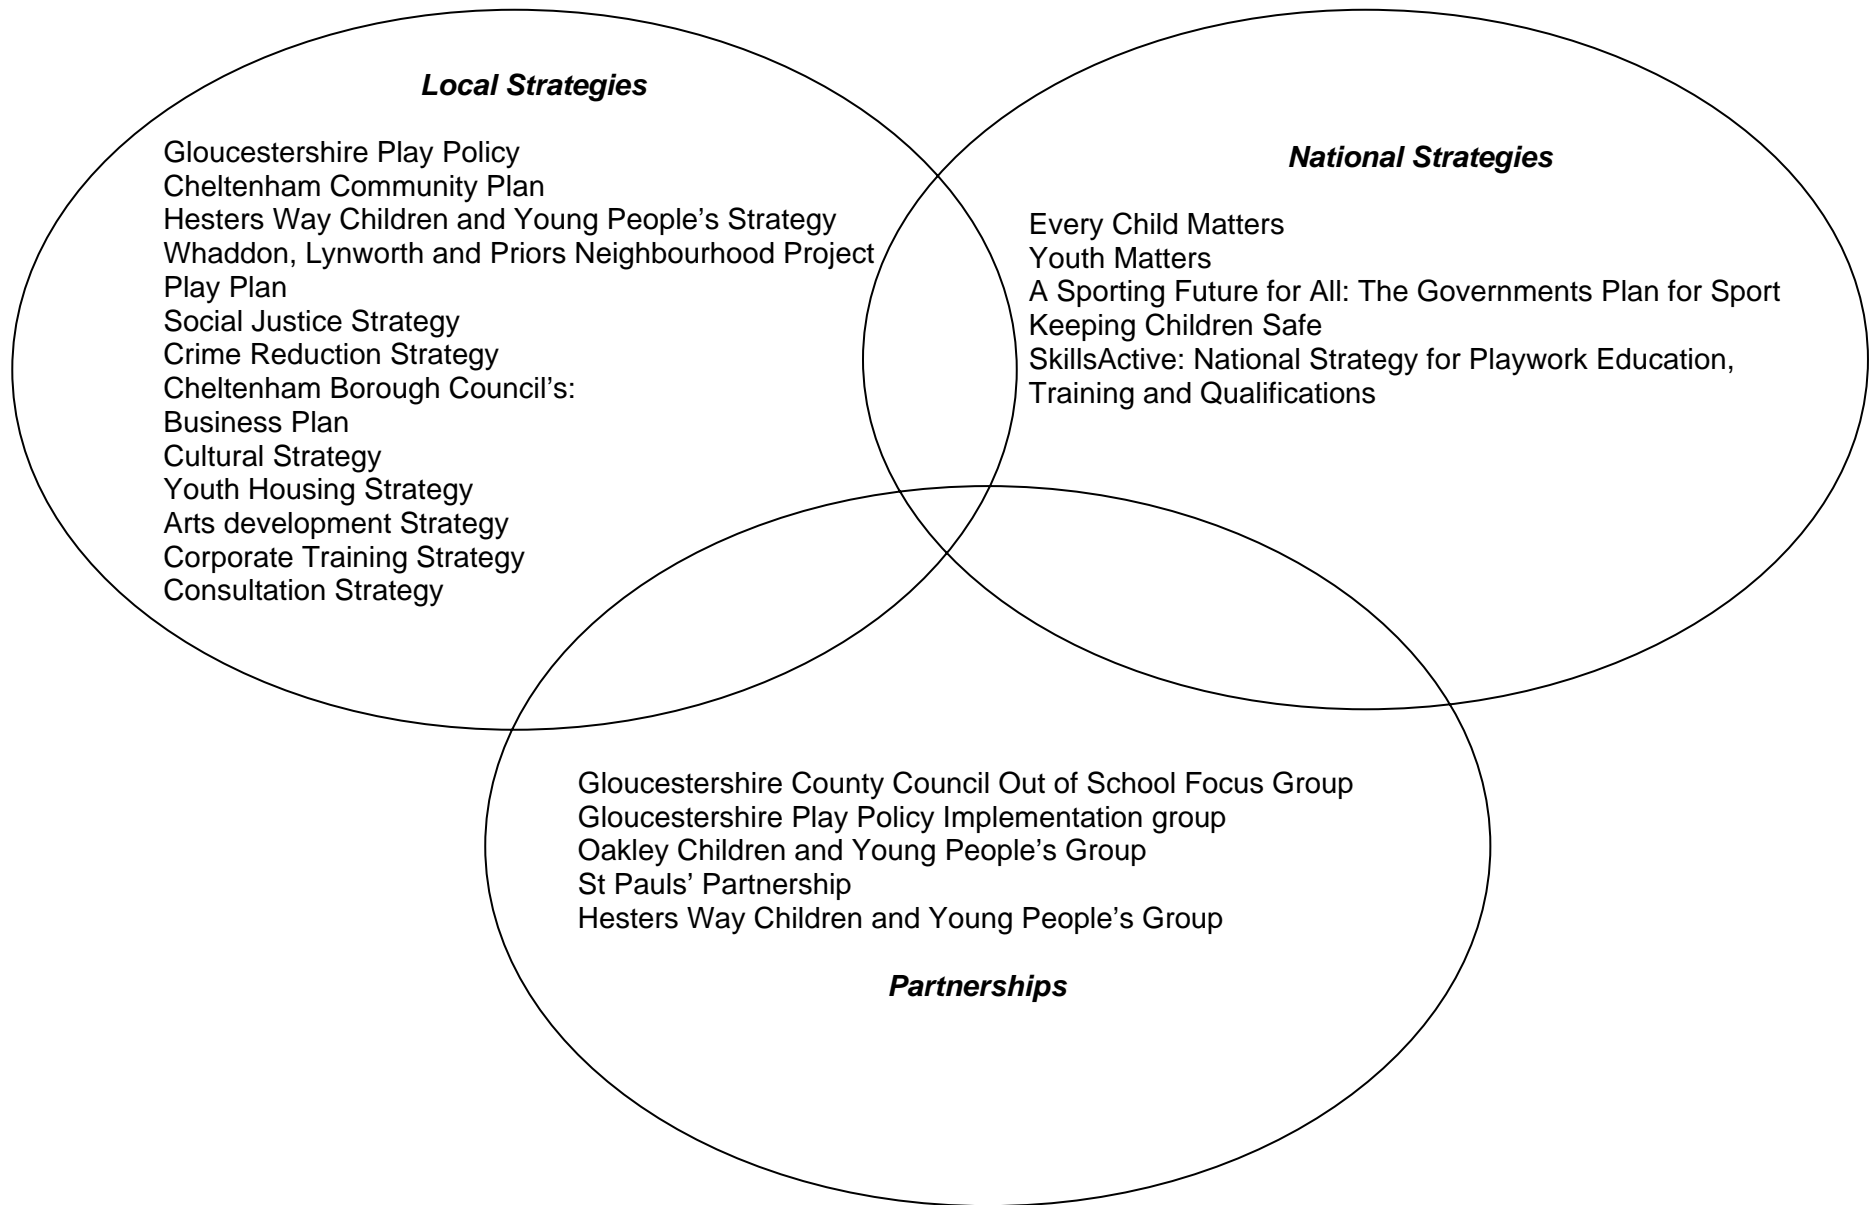 Local Strategies
Gloucestershire Play Policy
Cheltenham Community Plan
Hesters Way Children and Young People’s Strategy
Whaddon, Lynworth and Priors Neighbourhood Project
Play Plan
Social Justice Strategy
Crime Reduction Strategy
Cheltenham Borough Council’s:
Business Plan
Cultural Strategy
Youth Housing Strategy
Arts development Strategy
Corporate Training Strategy
Consultation Strategy
National Strategies
Every Child Matters
Youth Matters
A Sporting Future for All: The Governments Plan for Sport
Keeping Children Safe
SkillsActive: National Strategy for Playwork Education,
Training and Qualifications
Gloucestershire County Council Out of School Focus Group
Gloucestershire Play Policy Implementation group
Oakley Children and Young People’s Group
St Pauls’ Partnership
Hesters Way Children and Young People’s Group
Partnerships